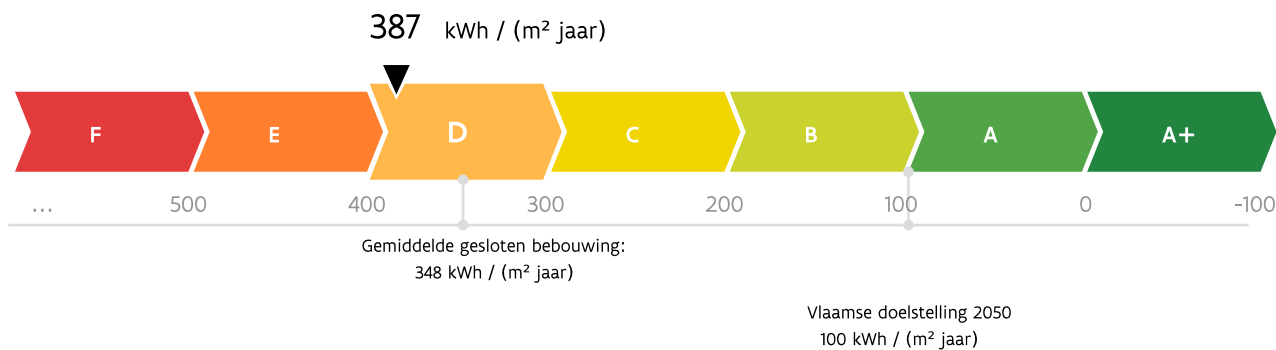 387 kWh / (m² jaar)
F E D C B A A+
... 500 400 300 200 100 0 -100
Gemiddelde gesloten bebouwing:
348 kWh / (m² jaar)
Vlaamse doelstelling 2050
100 kWh / (m² jaar)